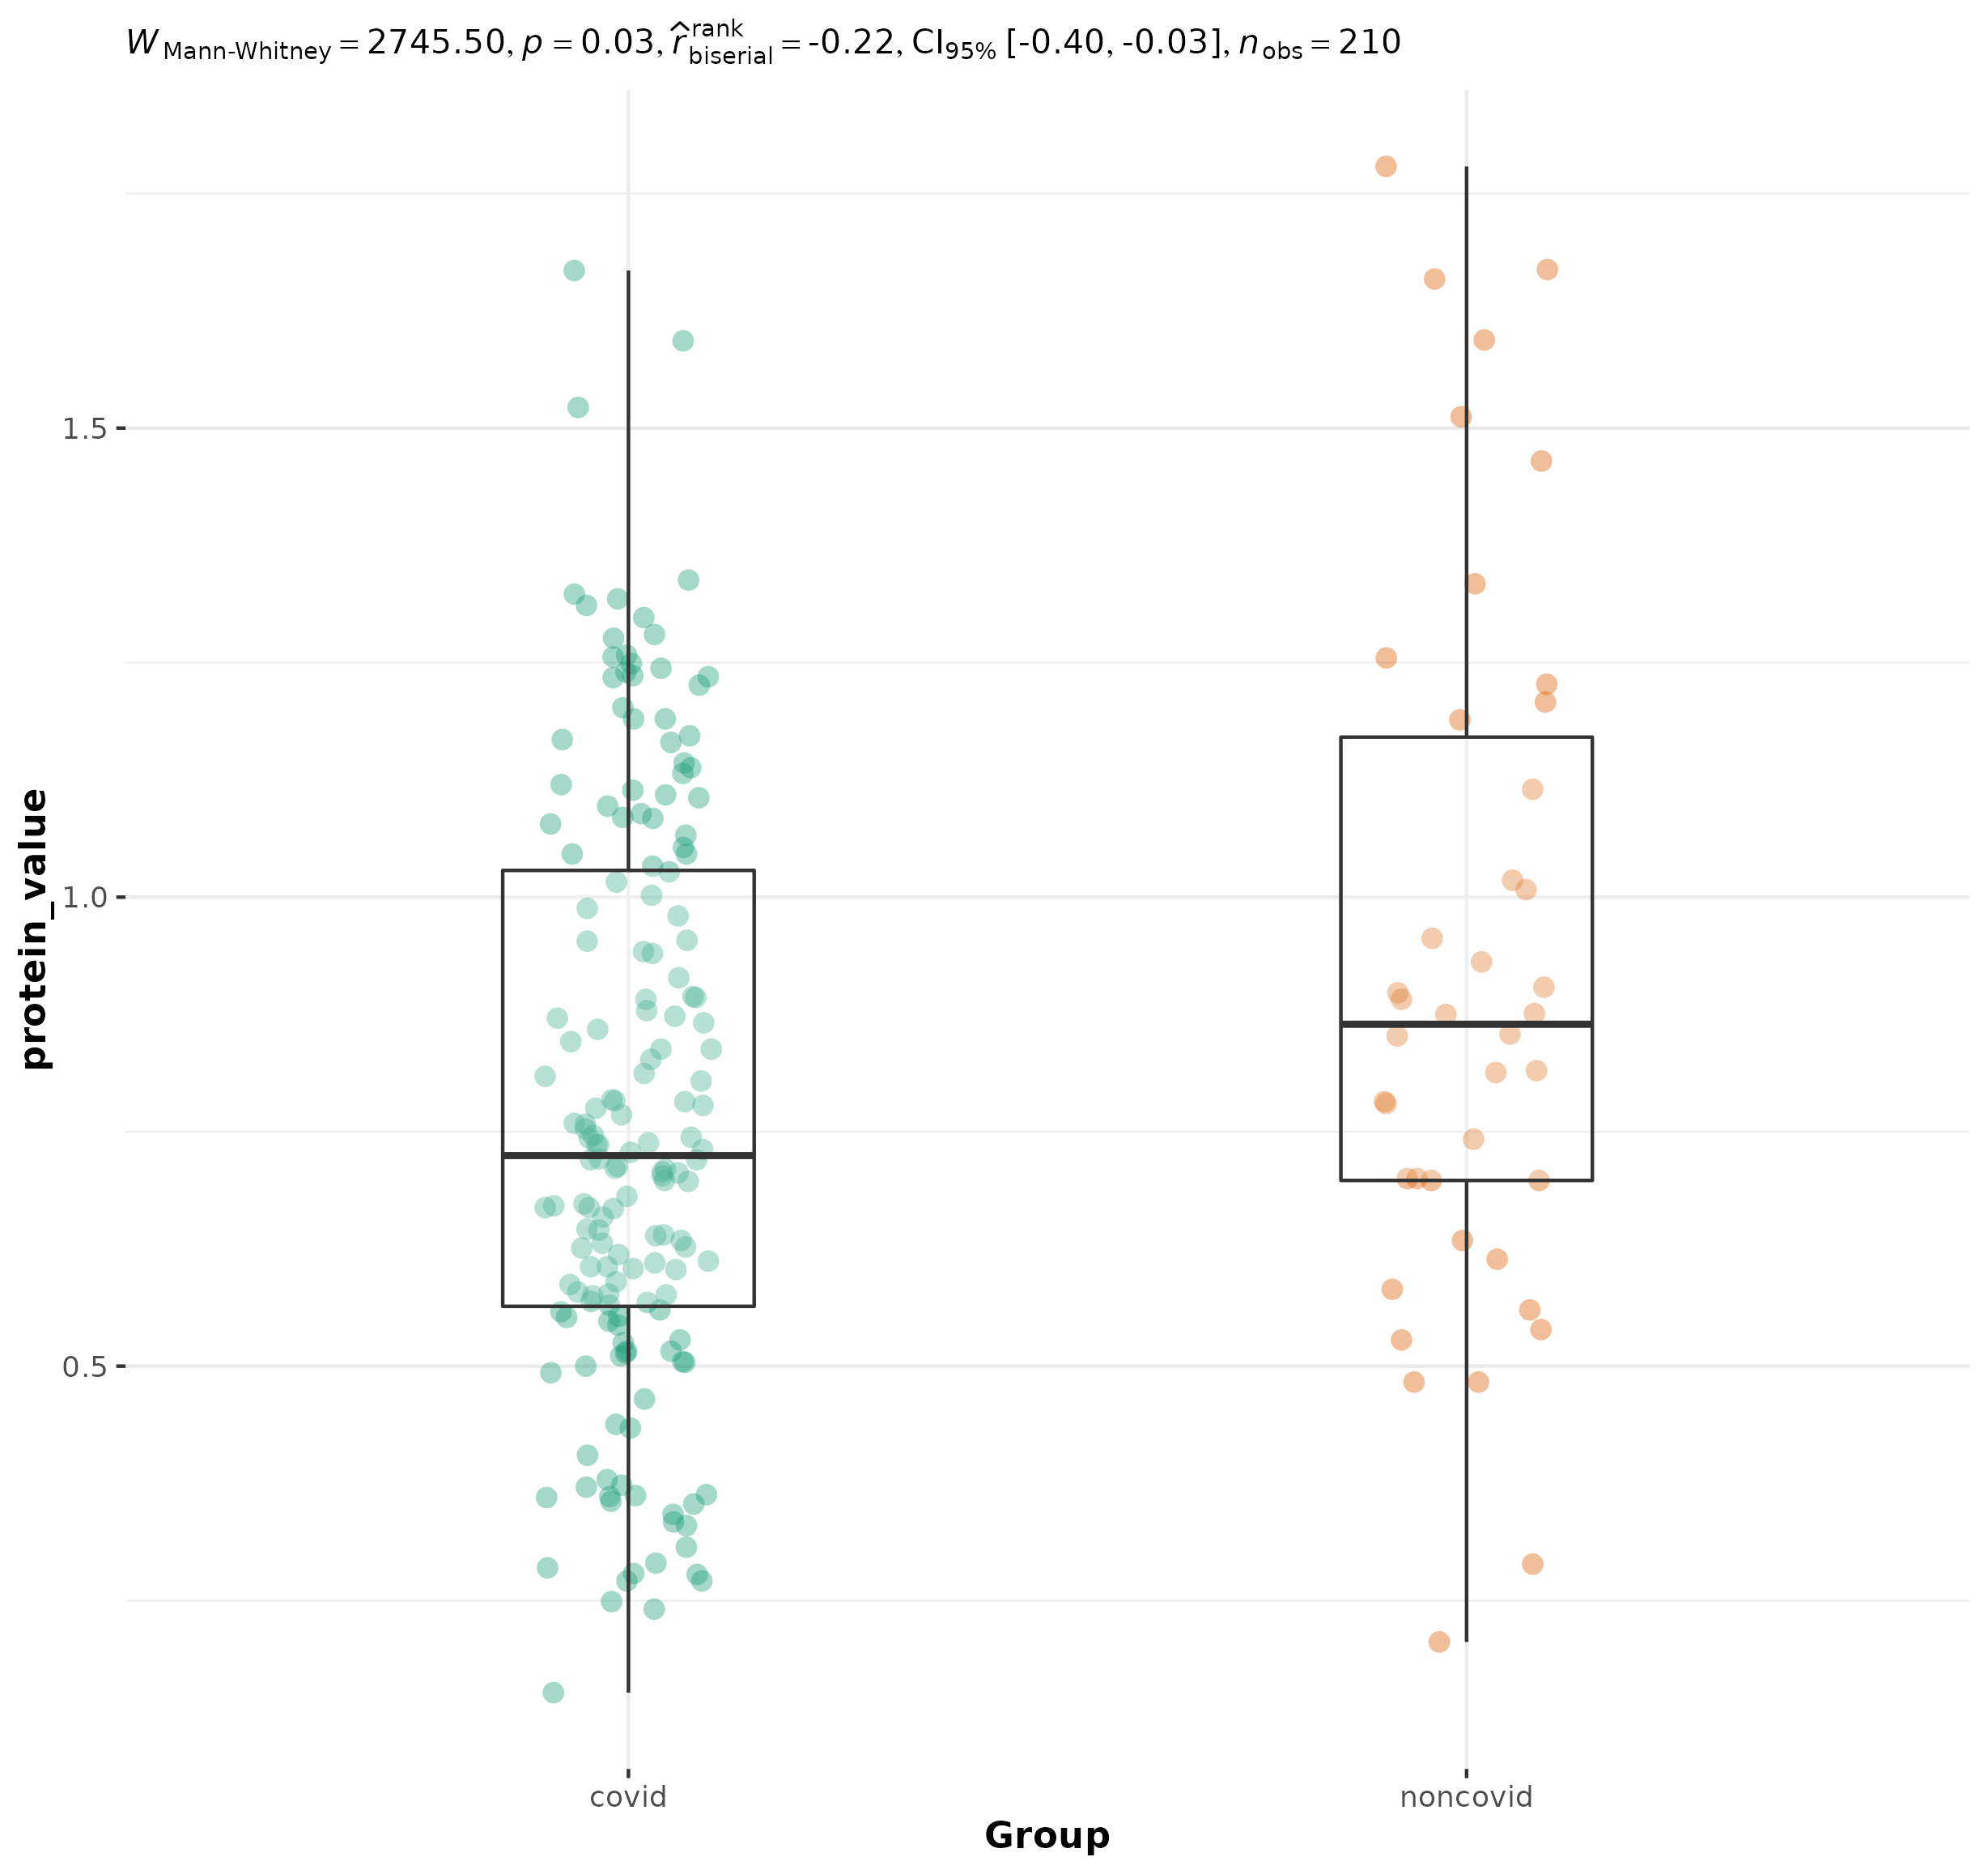 W Mann-Whitney = 2745.50, p = 0.03, r̂ rank biserial = -0.22, CI95% [-0.40, -0.03], nobs = 210
protein_value
1.5
1.0
0.5
covid noncovid
Group